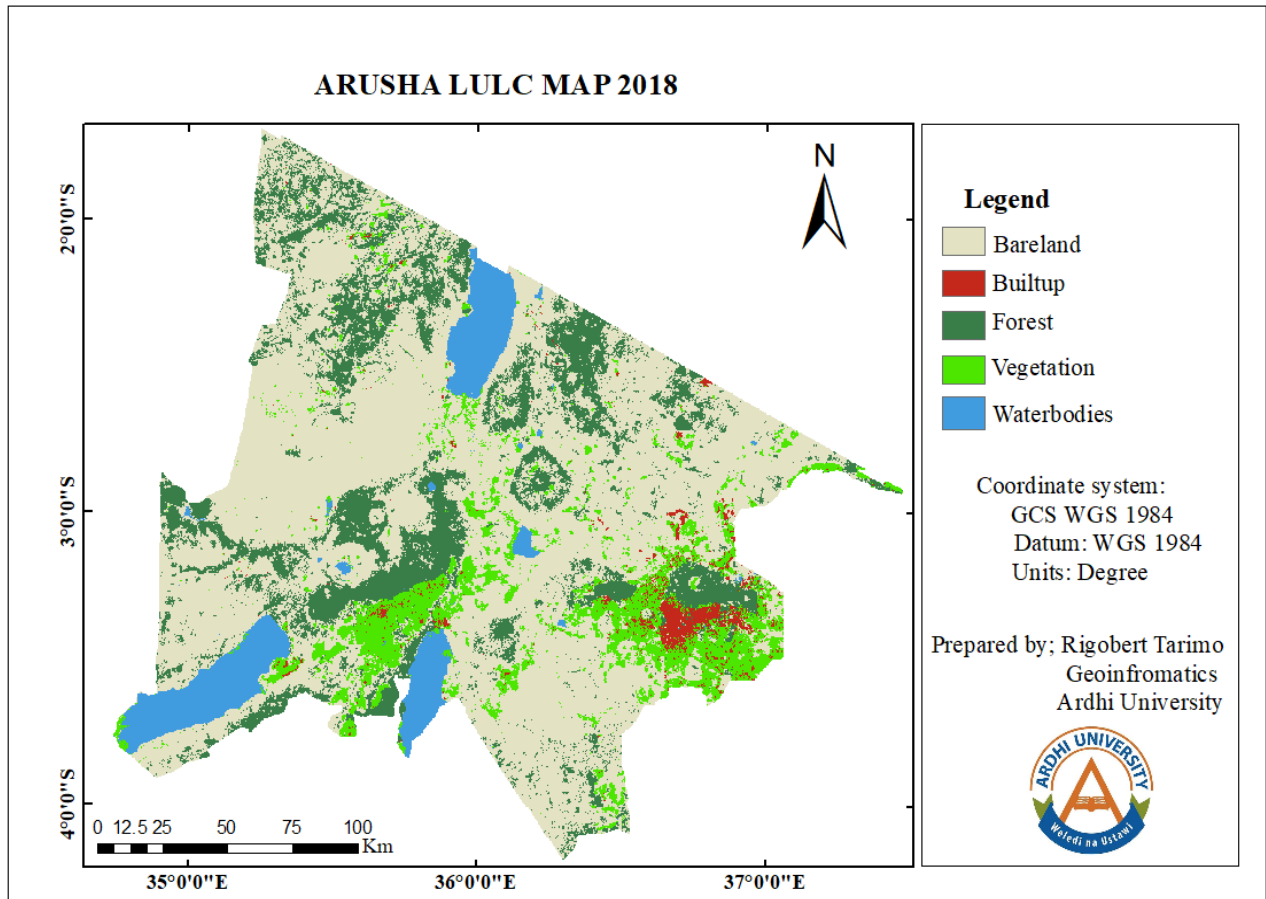 ARUSHA LULC MAP 2018
N
2°0'0"S
3°0'0"S
4°0'0"S
0 12.5 25 50 75 100
Km
35°0'0"E 36°0'0"E 37°0'0"E
Legend
Bareland
Builtup
Forest
Vegetation
Waterbodies
Coordinate system:
GCS WGS 1984
Datum: WGS 1984
Units: Degree
Prepared by; Rigobert Tarimo
Geoinfromatics
Ardhi University
ARDHI UNIVERSITY
Weledi na Ustawi